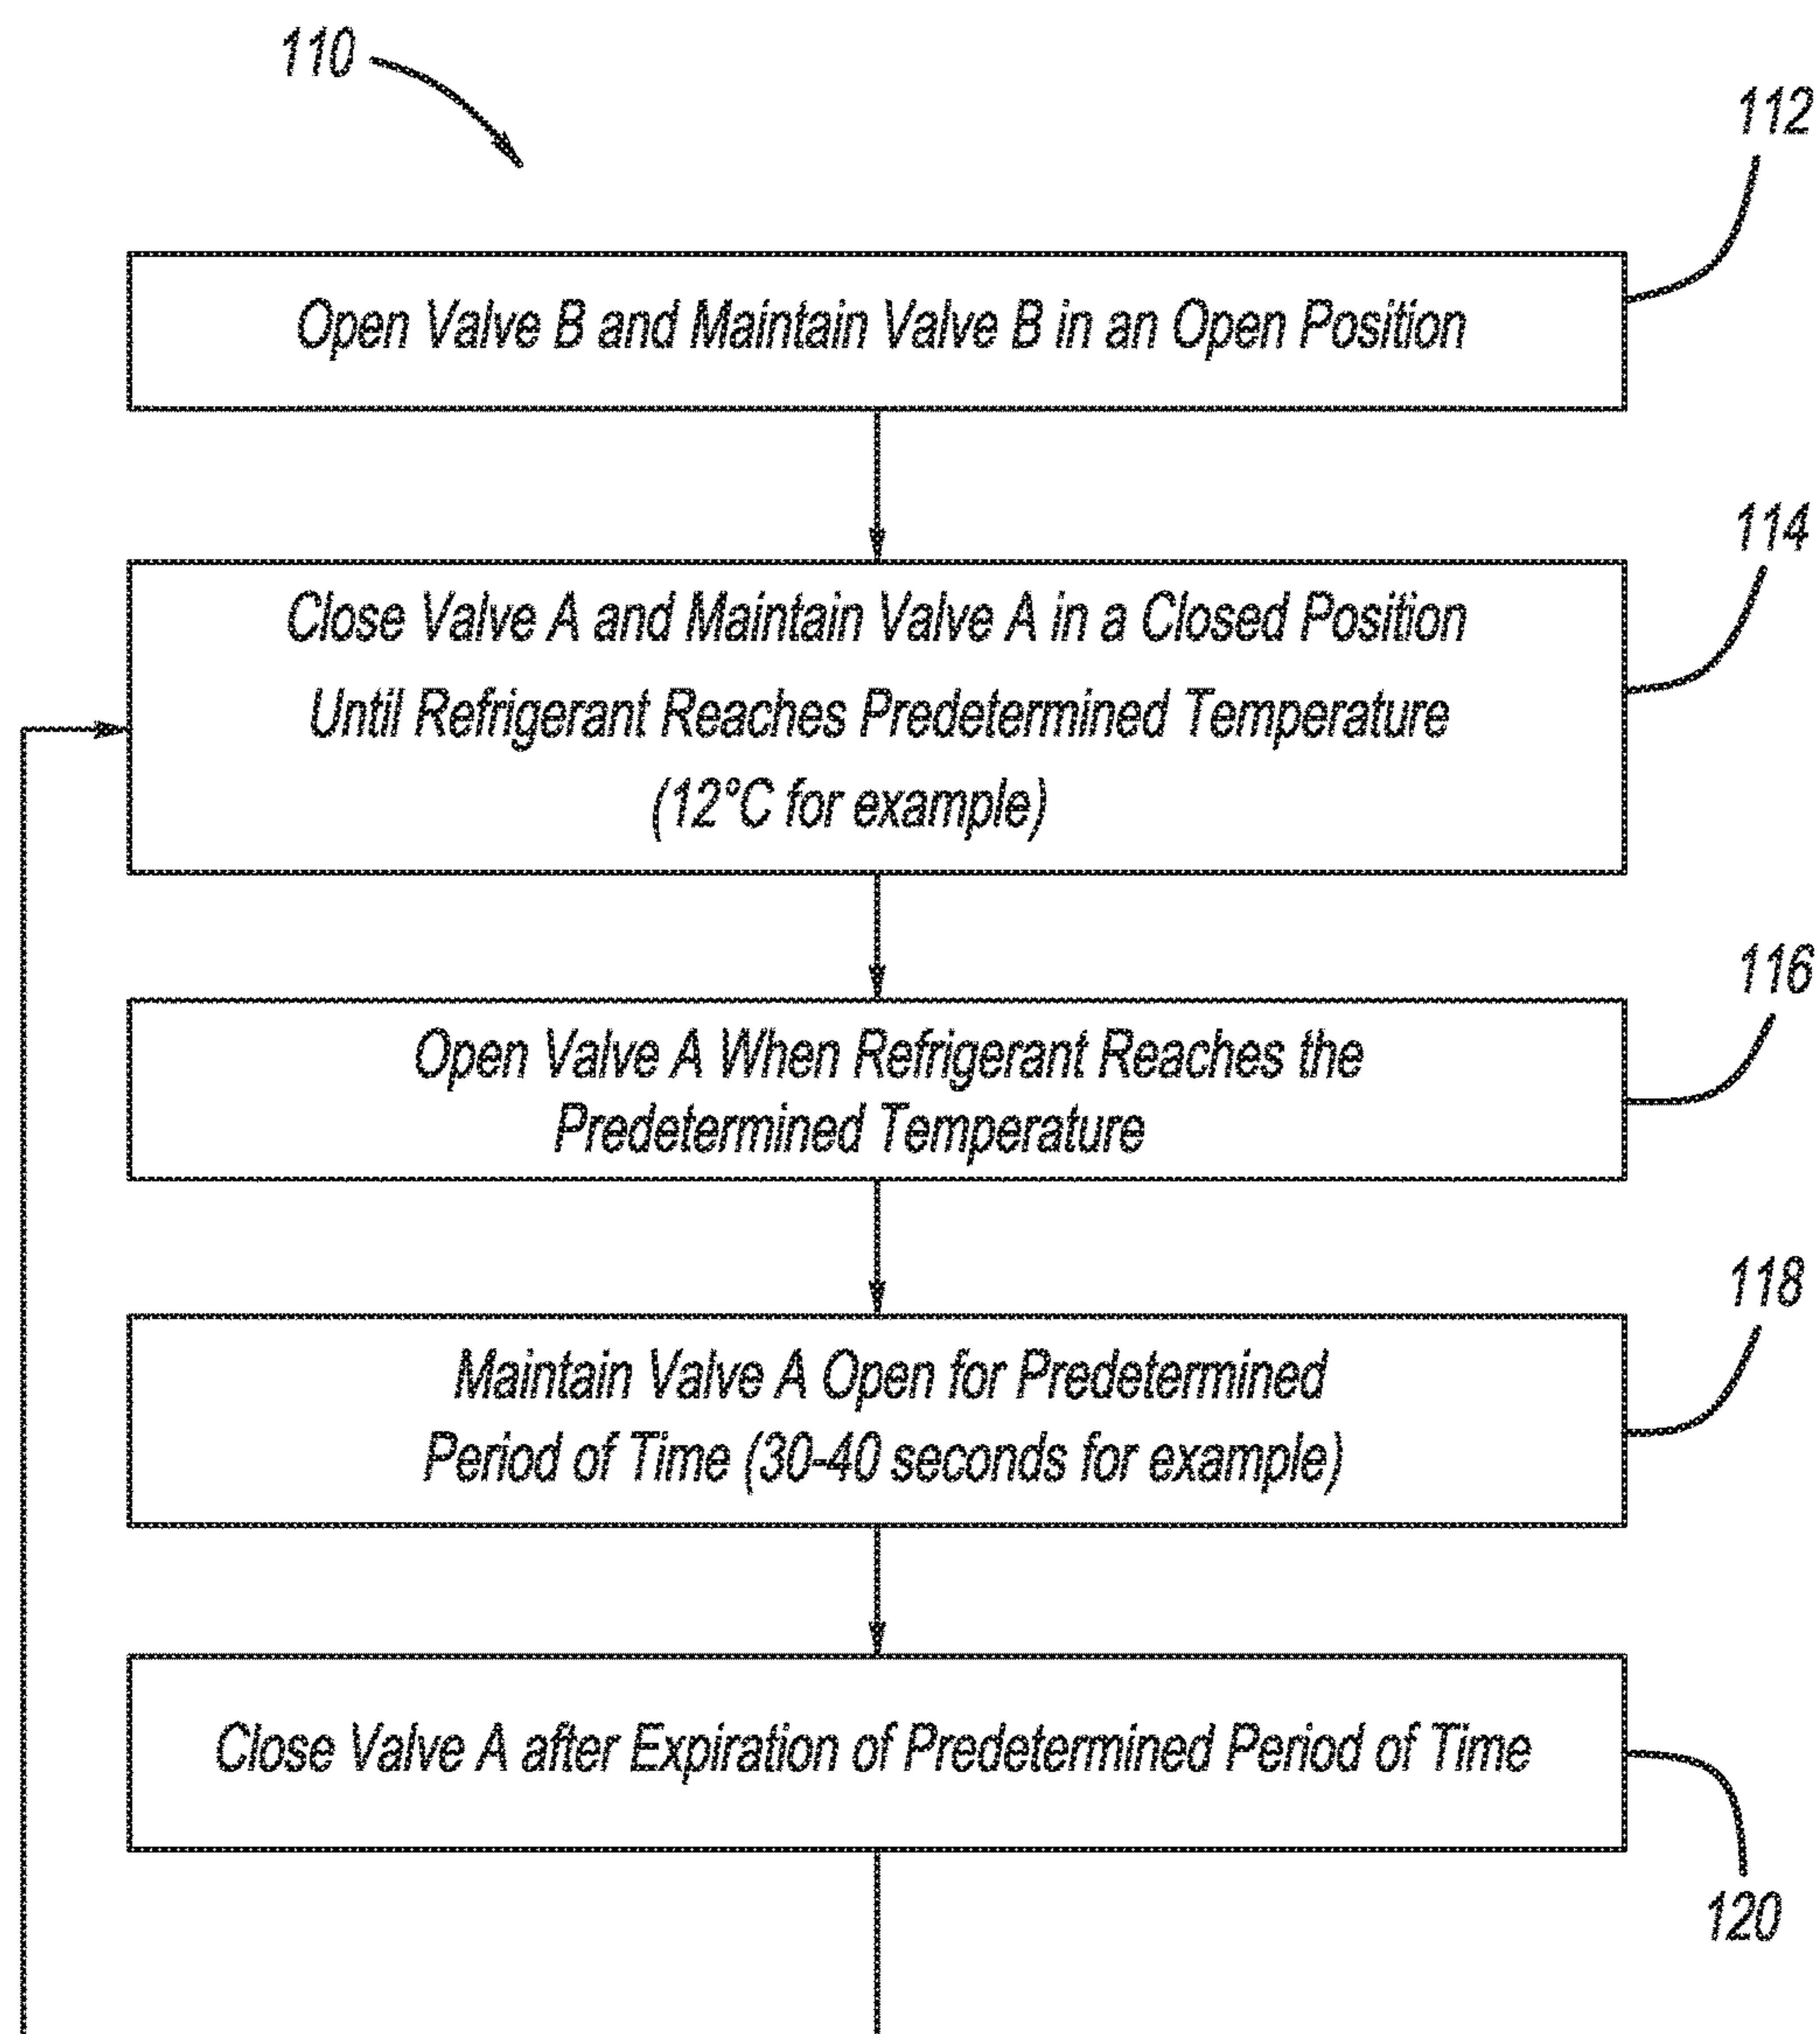 110
112
Open Valve B and Maintain Valve B in an Open Position
114
Close Valve A and Maintain Valve A in a Closed Position
Until Refrigerant Reaches Predetermined Temperature
(12°C for example)
116
Open Valve A When Refrigerant Reaches the
Predetermined Temperature
118
Maintain Valve A Open for Predetermined
Period of Time (30-40 seconds for example)
Close Valve A after Expiration of Predetermined Period of Time
120